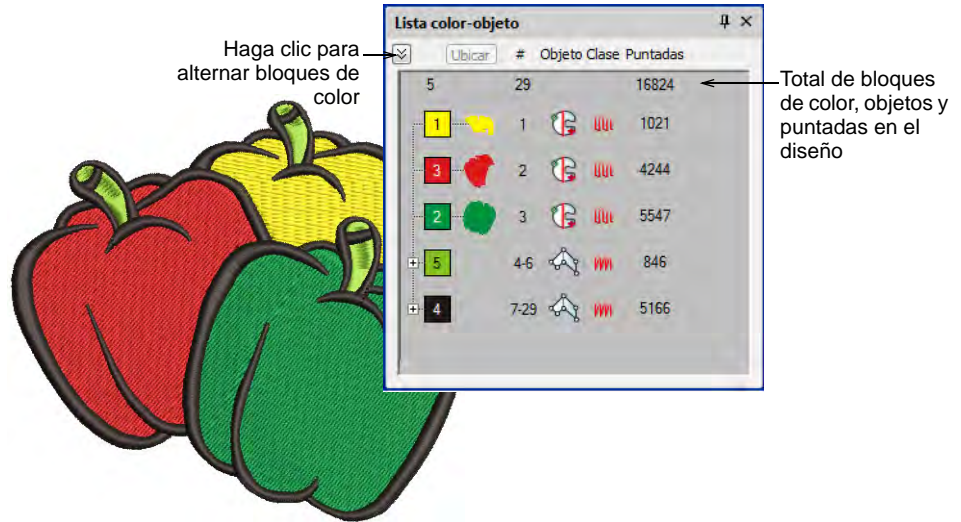 Lista color-objeto
Haga clic para
alternar bloques de
color
Ubicar # Objeto Clase Puntadas
5 29 16824
Total de bloques
de color, objetos y
puntadas en el
diseño
1 1 1021
3 2 4244
2 3 5547
5 4-6 846
4 7-29 5166